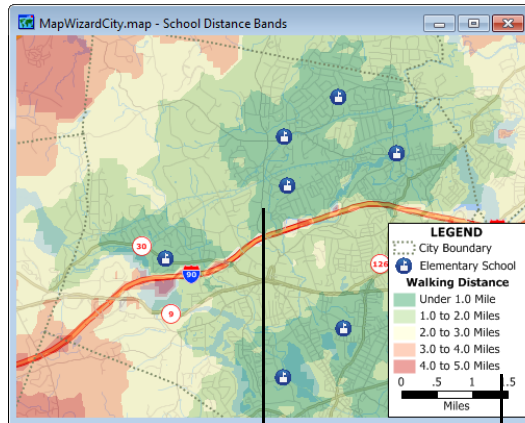 MapWizardCity.map - School Distance Bands
30
90
9
126
LEGEND
City Boundary
Elementary School
Walking Distance
Under 1.0 Mile
1.0 to 2.0 Miles
2.0 to 3.0 Miles
3.0 to 4.0 Miles
4.0 to 5.0 Miles
0 .5 1 .5
Miles